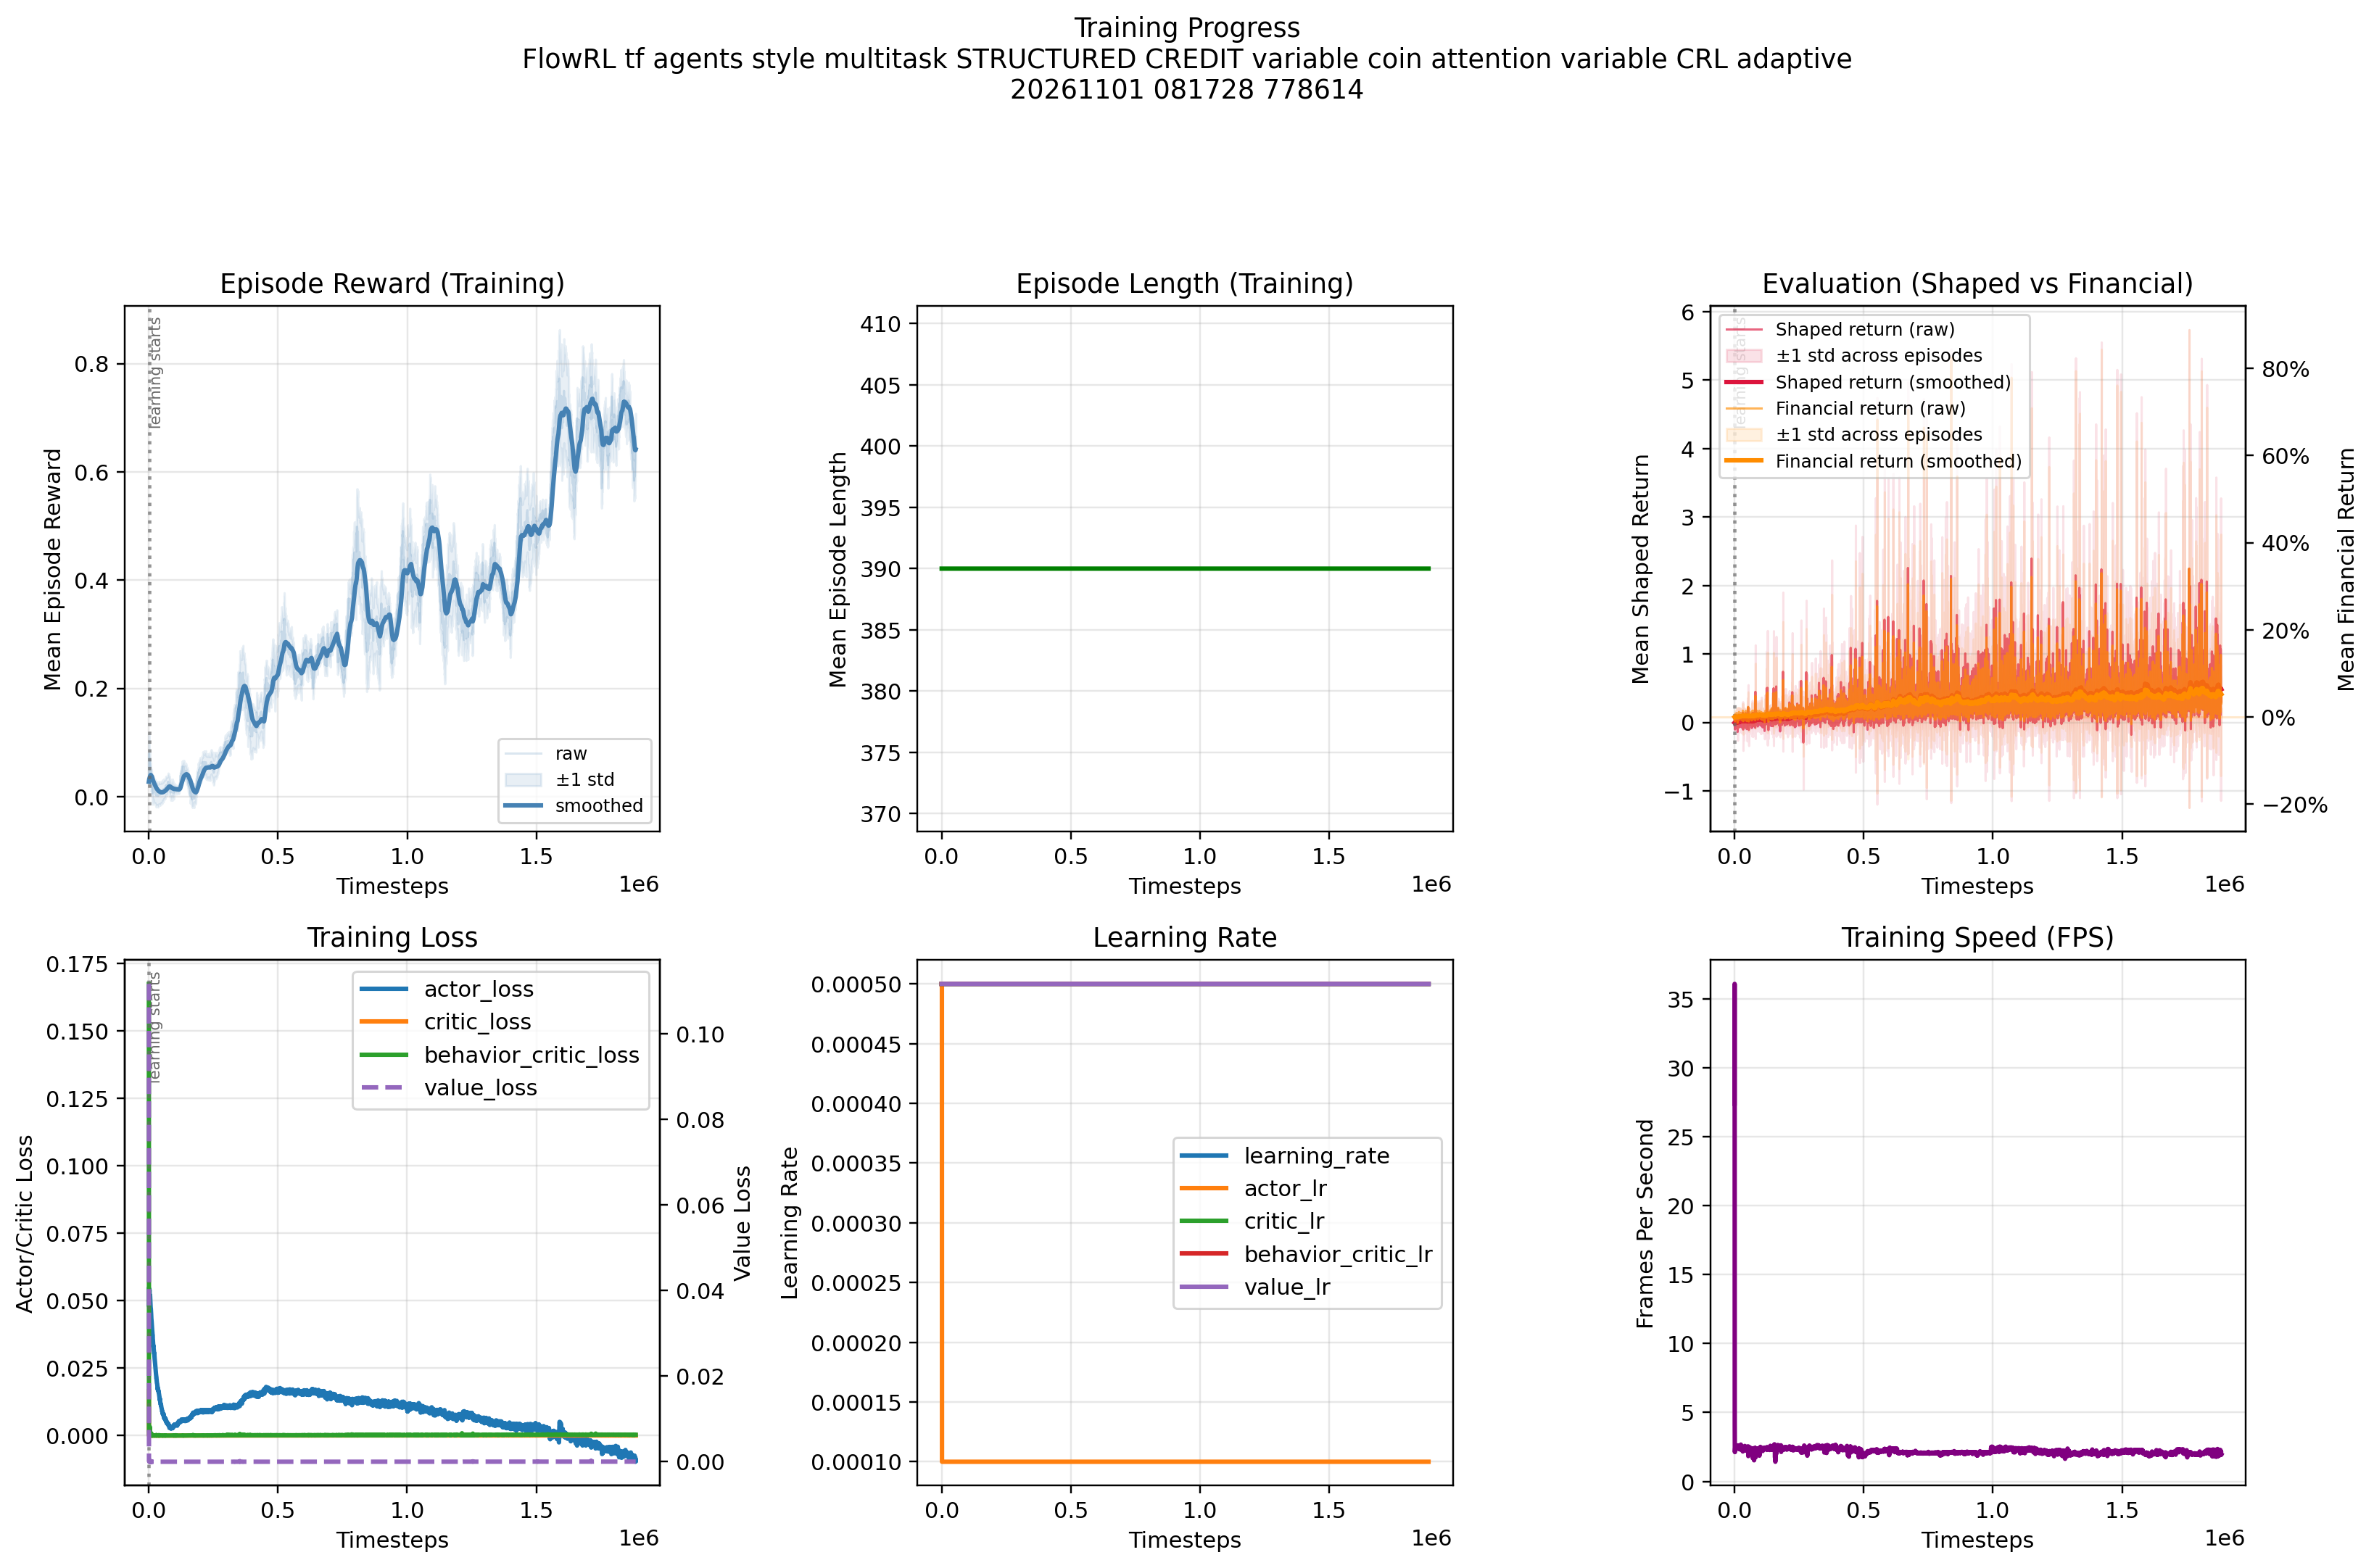 Training Progress
FlowRL tf agents style multitask STRUCTURED CREDIT variable coin attention variable CRL adaptive
20261101 081728 778614
Episode Reward (Training)
Mean Episode Reward
0.8
0.6
0.4
0.2
0.0
learning starts
raw
±1 std
smoothed
0.0 0.5 1.0 1.5
1e6
Timesteps
Episode Length (Training)
Mean Episode Length
410
405
400
395
390
385
380
375
370
0.0 0.5 1.0 1.5
1e6
Timesteps
Evaluation (Shaped vs Financial)
Mean Shaped Return
6
5
4
3
2
1
0
−1
learning starts
Shaped return (raw)
±1 std across episodes
Shaped return (smoothed)
Financial return (raw)
±1 std across episodes
Financial return (smoothed)
80%
60%
40%
20%
0%
−20%
Mean Financial Return
0.0 0.5 1.0 1.5
1e6
Timesteps
Training Loss
Actor/Critic Loss
0.175
0.150
0.125
0.100
0.075
0.050
0.025
0.000
learning starts
actor_loss
critic_loss
behavior_critic_loss
value_loss
0.10
0.08
0.06
0.04
0.02
0.00
Value Loss
0.0 0.5 1.0 1.5
1e6
Timesteps
Learning Rate
Learning Rate
0.00050
0.00045
0.00040
0.00035
0.00030
0.00025
0.00020
0.00015
0.00010
learning_rate
actor_lr
critic_lr
behavior_critic_lr
value_lr
0.0 0.5 1.0 1.5
1e6
Timesteps
Training Speed (FPS)
Frames Per Second
35
30
25
20
15
10
5
0
0.0 0.5 1.0 1.5
1e6
Timesteps